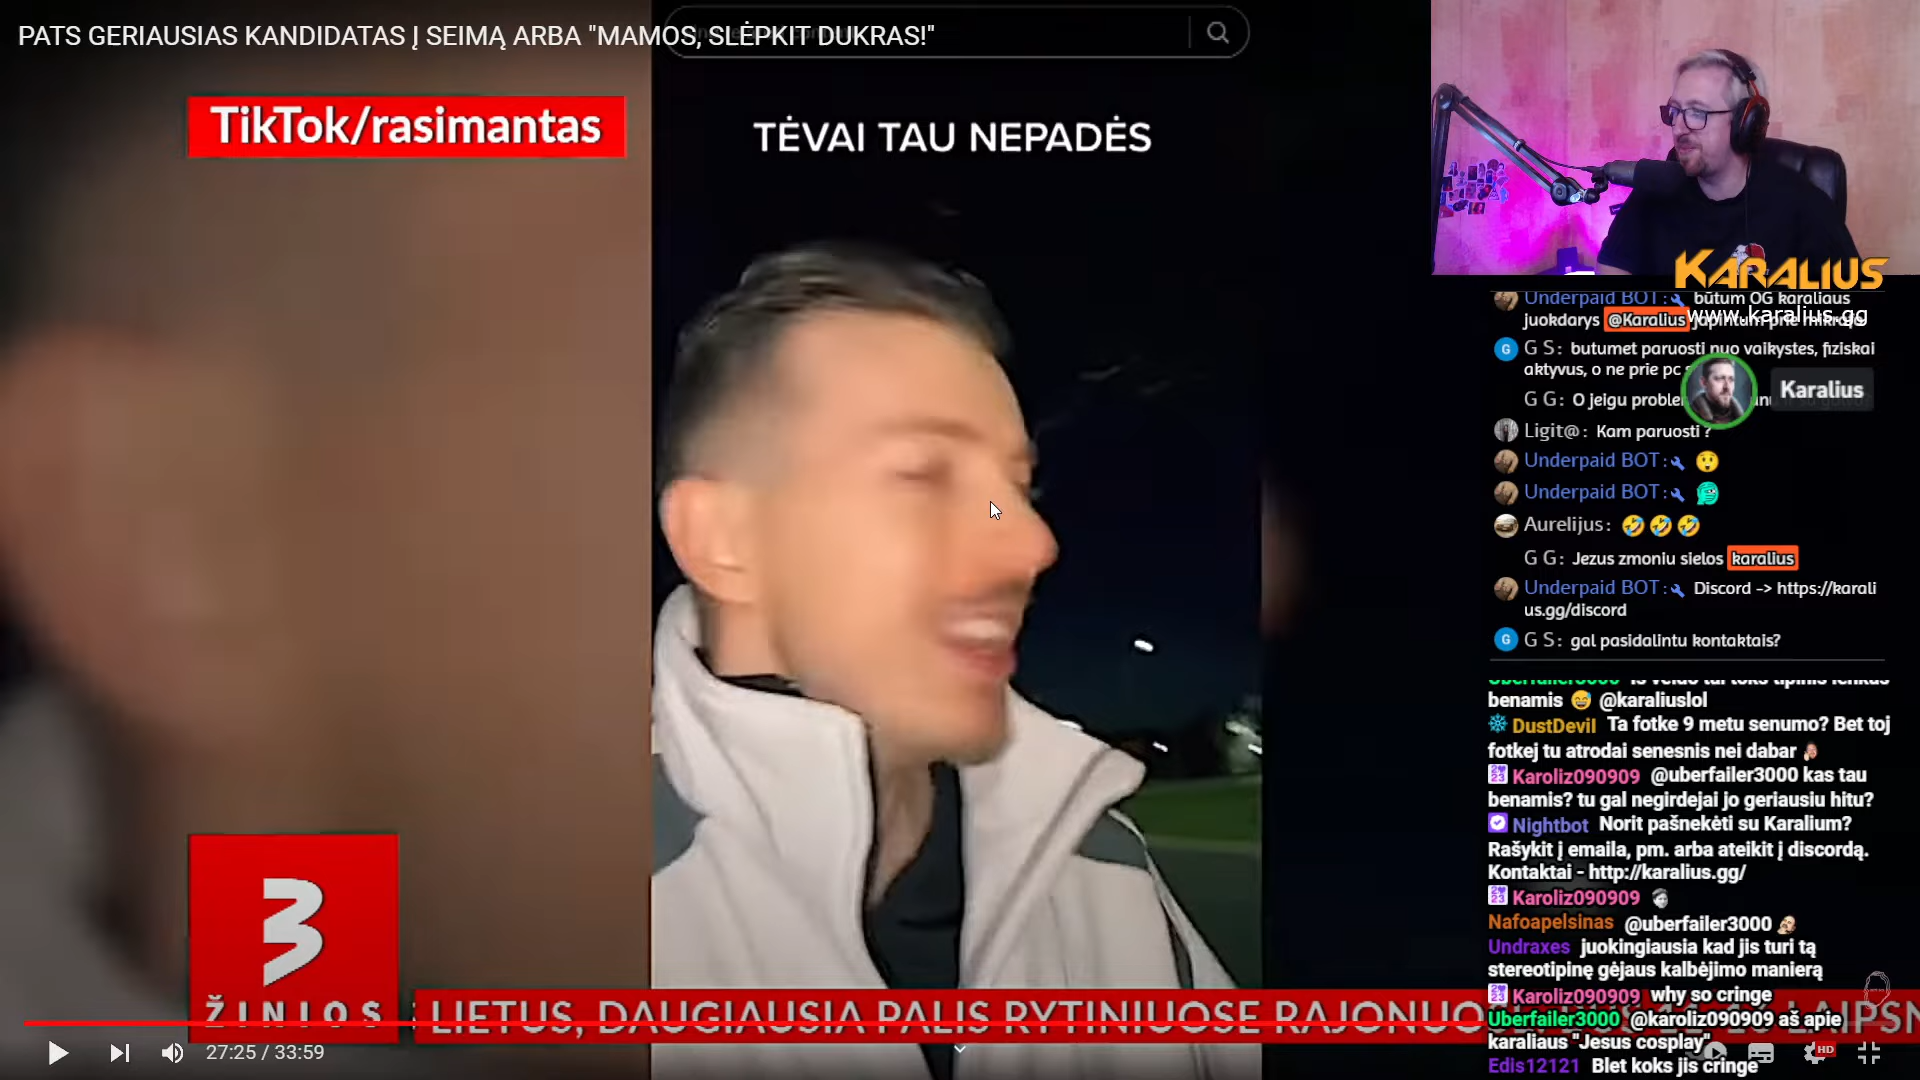 PATS GERIAUSIAS KANDIDATAS Į SEIMĄ ARBA "MAMOS, SLĖPKIT DUKRAS!"
TikTok/rasimantas
TĖVAI TAU NEPADĖS
KARALIUS
www.karalius.gg
Underpaid BOT: būtum OG karaliaus
juokdarys @Karalius
G S: butumet paruosti nuo vaikystes, fiziskai
aktyvus, o ne prie pc
Karalius
G G: O jeigu
Ligit@: Kam paruosti ?
Underpaid BOT: 😲
Underpaid BOT:
Aurelijus: 🤣🤣🤣
G G: Jezus zmoniu sielos karalius
Underpaid BOT: Discord -> https://karali
us.gg/discord
G S: gal pasidalintu kontaktais?
benamis 😅 @karaliuslol
DustDevil Ta fotke 9 metu senumo? Bet toj
fotkej tu atrodai senesnis nei dabar
Karoliz090909 @uberfailer3000 kas tau
benamis? tu gal negirdejai jo geriausiu hitu?
Nightbot Norit pašnekėti su Karalium?
Rašykit į emaila, pm. arba ateikit į discordą.
Kontaktai - http://karalius.gg/
Karoliz090909
Nafoapelsinas @uberfailer3000
Undraxes juokingiausia kad jis turi tą
stereotipinę gėjaus kalbėjimo manierą
Karoliz090909 why so cringe
Uberfailer3000 @karoliz090909 aš apie
karaliaus "Jesus cosplay"
Edis12121 Blet koks jis cringe
3
ŽINIOS
LIETUS, DAUGIAUSIA PALIS RYTINIUOSE
27:25 / 33:59
HD